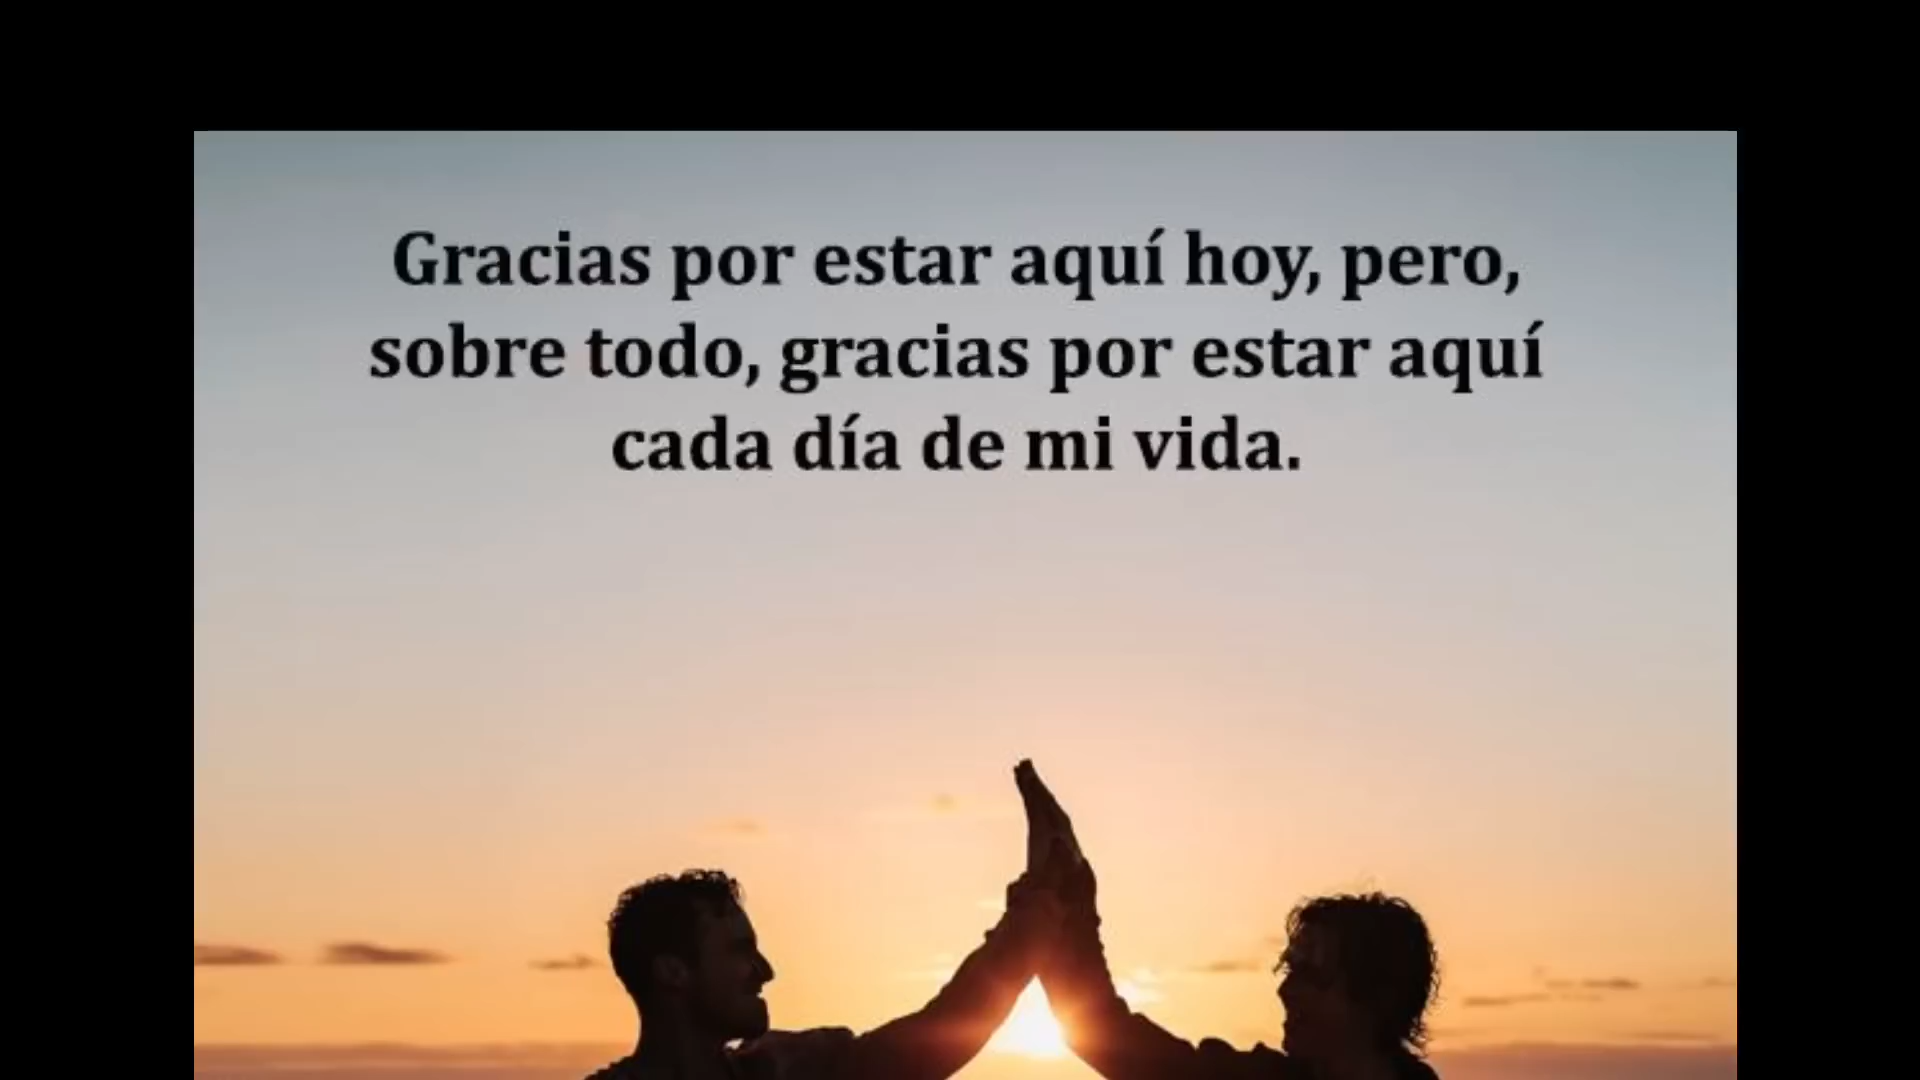 Gracias por estar aquí hoy, pero,
sobre todo, gracias por estar aquí
cada día de mi vida.